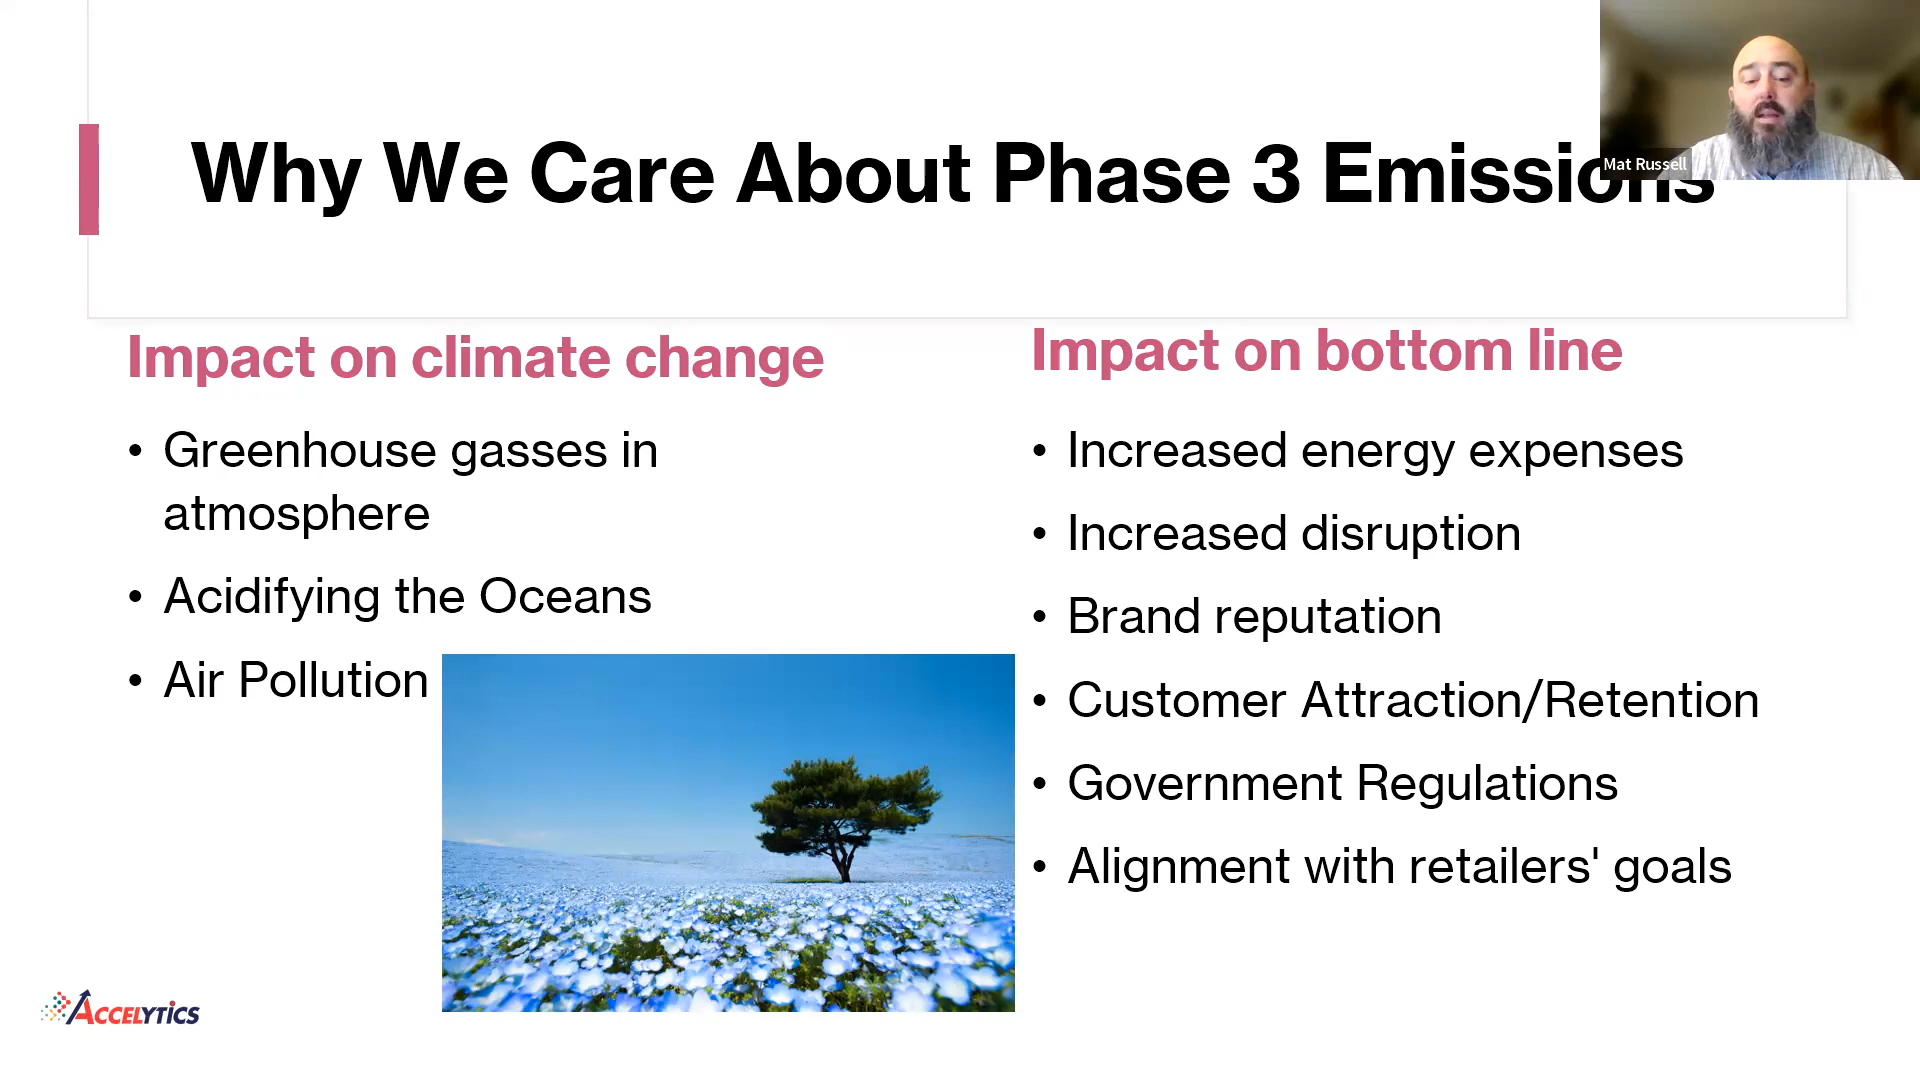 Why We Care About Phase 3 Emissions
Mat Russell
Impact on climate change
• Greenhouse gasses in
atmosphere
• Acidifying the Oceans
• Air Pollution
Impact on bottom line
• Increased energy expenses
• Increased disruption
• Brand reputation
• Customer Attraction/Retention
• Government Regulations
• Alignment with retailers' goals
ACCELYTICS